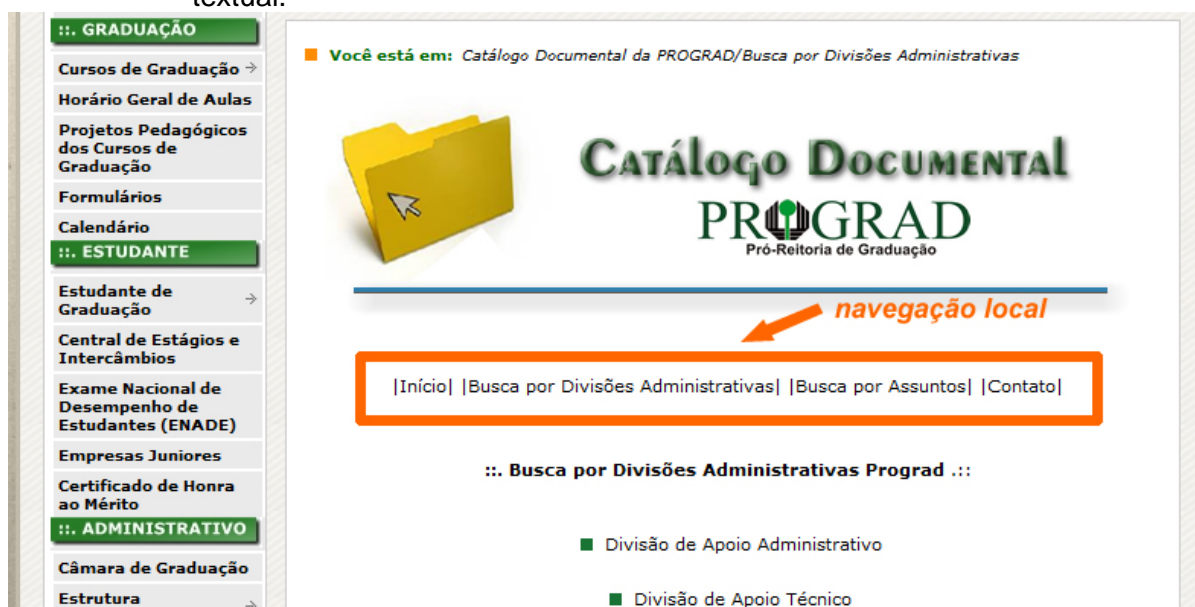 textual.
::. GRADUAÇÃO
Cursos de Graduação
Horário Geral de Aulas
Projetos Pedagógicos
dos Cursos de
Graduação
Formulários
Calendário
::. ESTUDANTE
Estudante de
Graduação
Central de Estágios e
Intercâmbios
Exame Nacional de
Desempenho de
Estudantes (ENADE)
Empresas Juniores
Certificado de Honra
ao Mérito
::. ADMINISTRATIVO
Câmara de Graduação
Estrutura
Você está em: Catálogo Documental da PROGRAD/Busca por Divisões Administrativas
Catálogo Documental
PROGRAD
Pró-Reitoria de Graduação
navegação local
|Início| |Busca por Divisões Administrativas| |Busca por Assuntos| |Contato|
::. Busca por Divisões Administrativas Prograd .::
Divisão de Apoio Administrativo
Divisão de Apoio Técnico